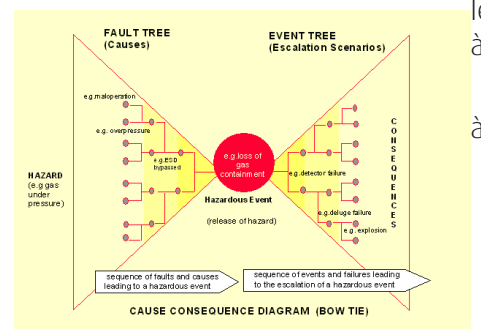 FAULT TREE
(Causes)
EVENT TREE
(Escalation Scenarios)
le
à
à
e.g.maloperation
e.g. overpressure
e.g.ESD
bypassed
HAZARD
(e.g gas
under
pressure)
e.g.loss of
gas
containment
Hazardous Event
(release of hazard)
e.g.detector failure
e.g.deluge failure
e.g. explosion
CONSEQUENCES
sequence of faults and causes
leading to a hazardous event
sequence of events and failures leading
to the escalation of a hazardous event
CAUSE CONSEQUENCE DIAGRAM (BOW TIE)